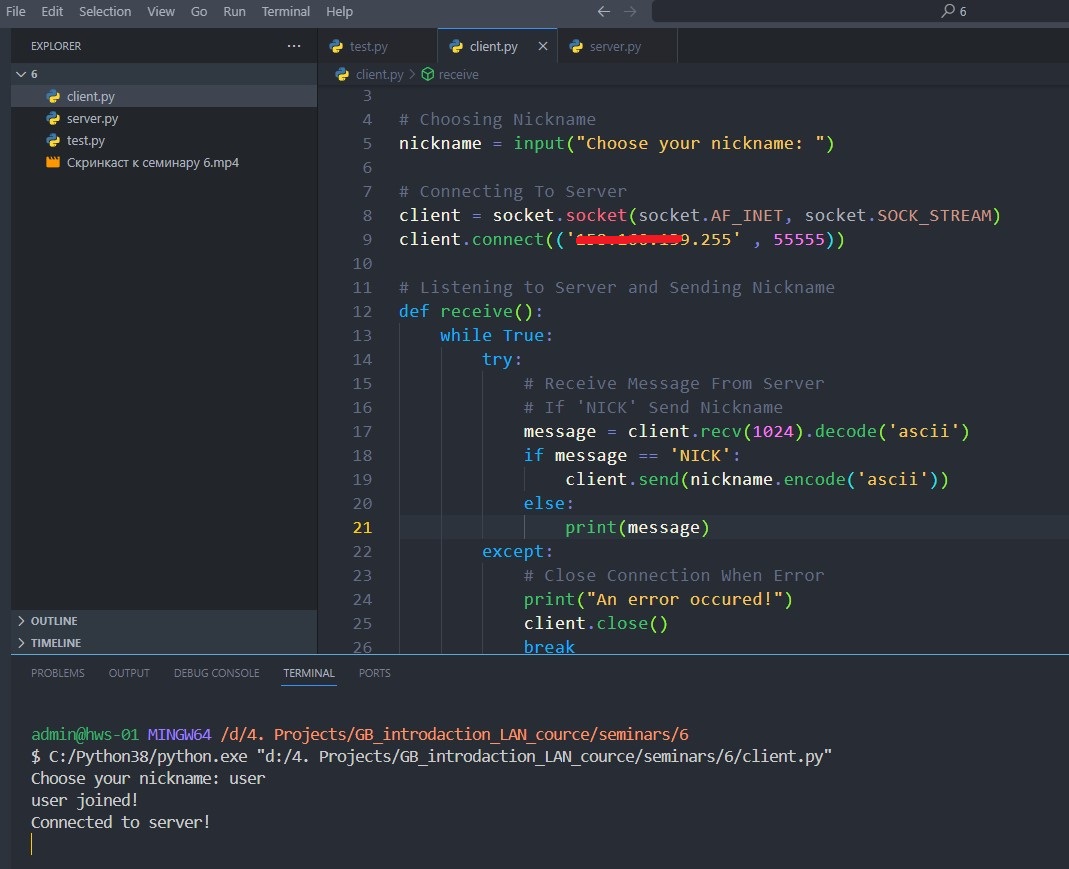 File Edit Selection View Go Run Terminal Help
6
EXPLORER
test.py
client.py
server.py
6
client.py > receive
client.py
server.py
test.py
Скринкаст к семинару 6.mp4
OUTLINE
TIMELINE
3
4 # Choosing Nickname
5 nickname = input("Choose your nickname: ")
6
7 # Connecting To Server
8 client = socket.socket(socket.AF_INET, socket.SOCK_STREAM)
9 client.connect(('9.255' , 55555))
10
11 # Listening to Server and Sending Nickname
12 def receive():
13 while True:
14 try:
15 # Receive Message From Server
16 # If 'NICK' Send Nickname
17 message = client.recv(1024).decode('ascii')
18 if message == 'NICK':
19 client.send(nickname.encode('ascii'))
20 else:
21 print(message)
22 except:
23 # Close Connection When Error
24 print("An error occured!")
25 client.close()
26 break
PROBLEMS OUTPUT DEBUG CONSOLE TERMINAL PORTS
admin@hws-01 MINGW64 /d/4. Projects/GB_introdaction_LAN_cource/seminars/6
$ C:/Python38/python.exe "d:/4. Projects/GB_introdaction_LAN_cource/seminars/6/client.py"
Choose your nickname: user
user joined!
Connected to server!